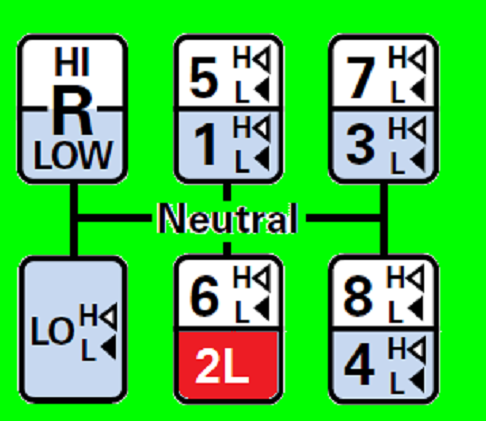 HI
R
LOW
5 H L
1 H L
7 H L
3 H L
Neutral
LO H L
6 H L
2L
8 H L
4 H L